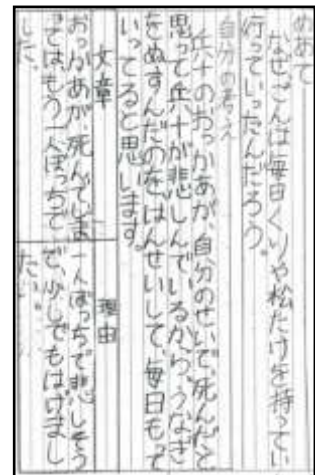 めあて
なぜ、ごんは毎日くりや松たけを持ってい
行っていったんだろう。
自分の考え
兵十のおっかあが、自分のせいで、死んだと
思って兵十が悲しんでいるから、うなぎ
をぬすんだのを、はんせいして、毎日もって
いってると思います。
文章
おっかあが、死んでしま
っては、もう一人ぼっちで
した。
理由
一人ぼっちで悲しそう
で、少しでもはげまし
たい